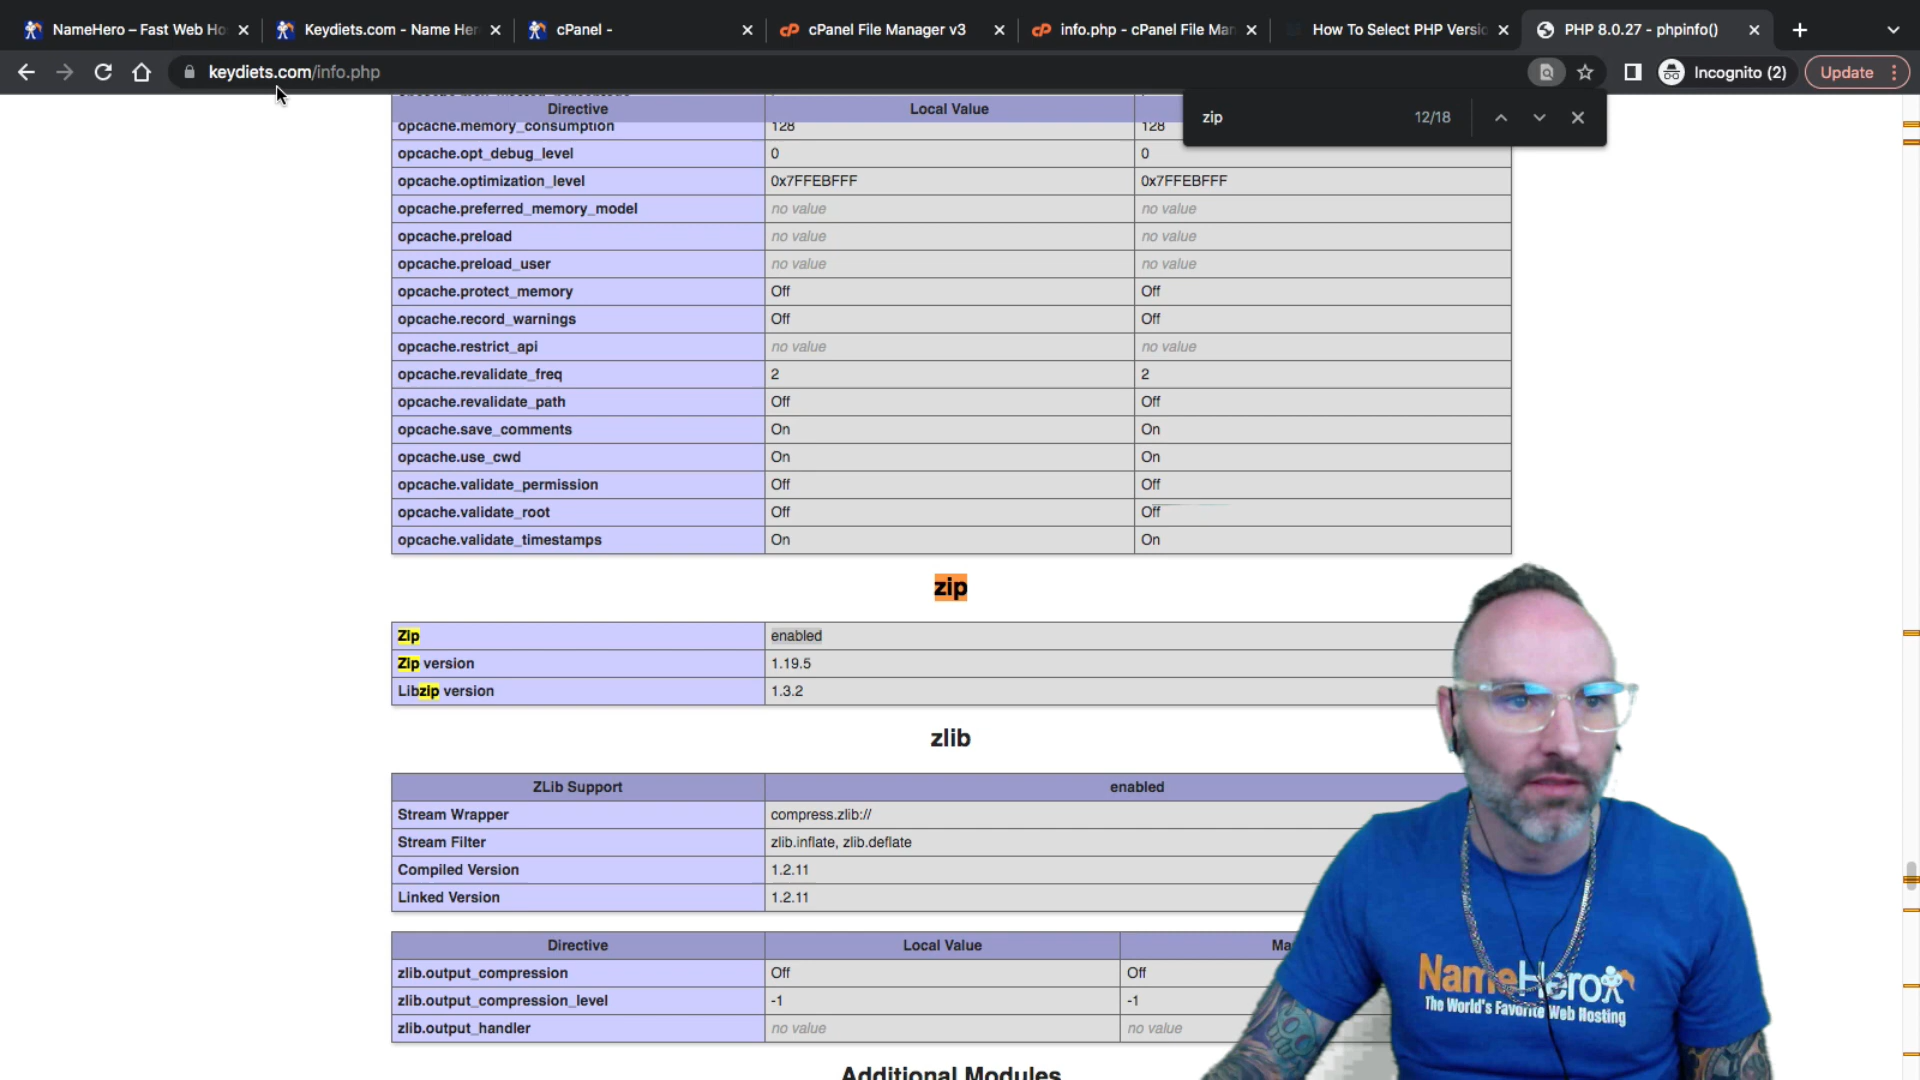 NameHero – Fast Web Ho
Keydiets.com - Name Her
cPanel -
cPanel File Manager v3
info.php - cPanel File Man
How To Select PHP Versio
PHP 8.0.27 - phpinfo()
keydiets.com/info.php
Incognito (2)
Update
zip 12/18
Directive Local Value
opcache.memory_consumption 128 128
opcache.opt_debug_level 0 0
opcache.optimization_level 0x7FFEBFFF 0x7FFEBFFF
opcache.preferred_memory_model no value no value
opcache.preload no value no value
opcache.preload_user no value no value
opcache.protect_memory Off Off
opcache.record_warnings Off Off
opcache.restrict_api no value no value
opcache.revalidate_freq 2 2
opcache.revalidate_path Off Off
opcache.save_comments On On
opcache.use_cwd On On
opcache.validate_permission Off Off
opcache.validate_root Off Off
opcache.validate_timestamps On On
zip
Zip enabled
Zip version 1.19.5
Libzip version 1.3.2
zlib
ZLib Support enabled
Stream Wrapper compress.zlib://
Stream Filter zlib.inflate, zlib.deflate
Compiled Version 1.2.11
Linked Version 1.2.11
Directive Local Value Ma
zlib.output_compression Off Off
zlib.output_compression_level -1 -1
zlib.output_handler no value no value
Additional Modules
NameHero
The World's Favorite Web Hosting